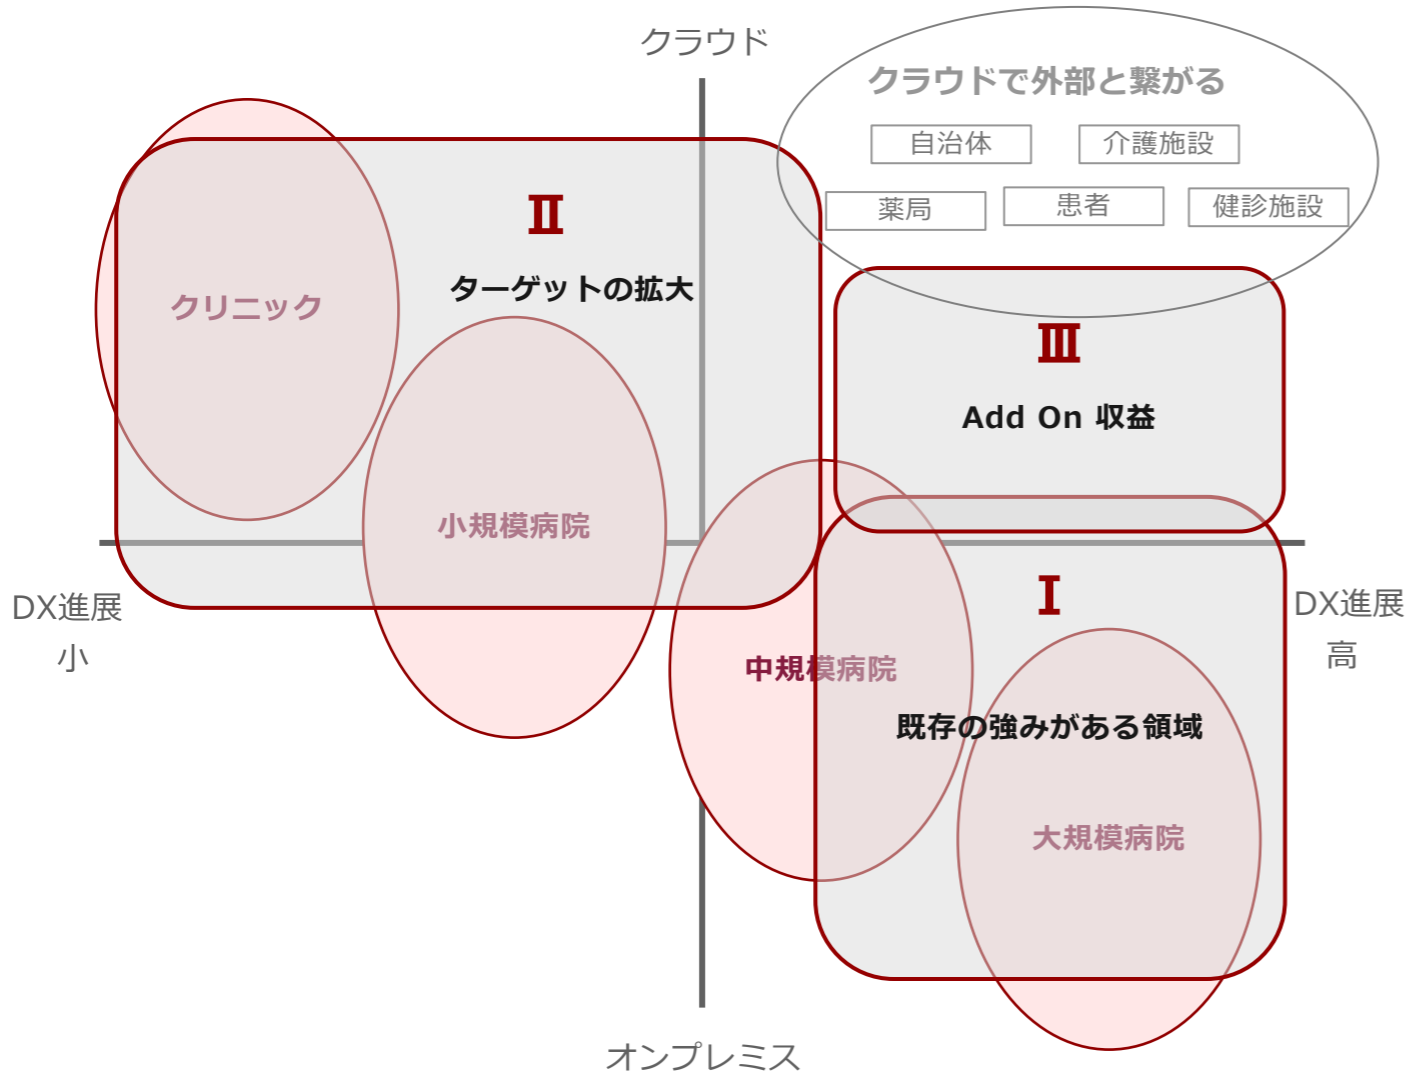 クラウド
クラウドで外部と繋がる
自治体
介護施設
薬局
患者
健診施設
Ⅱ
ターゲットの拡大
クリニック
Ⅲ
Add On 収益
小規模病院
DX進展
小
Ⅰ
DX進展
高
中規模病院
既存の強みがある領域
大規模病院
オンプレミス